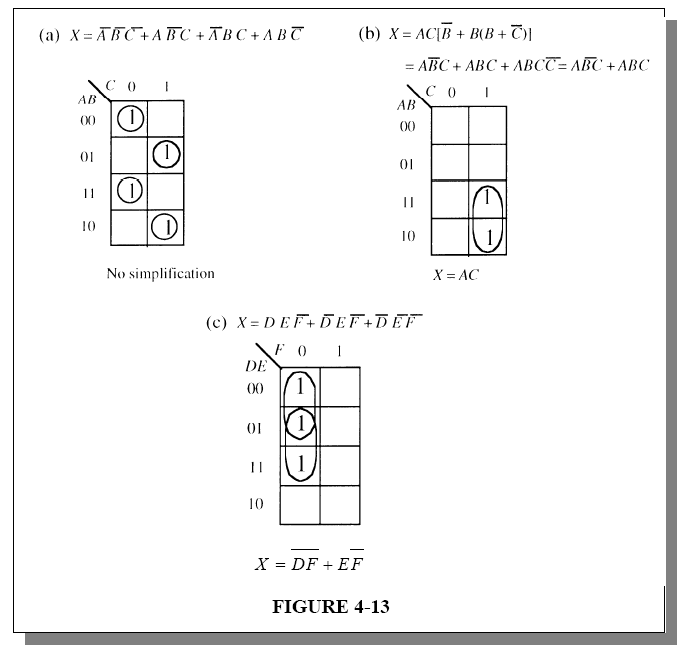 (a) X = A̅ B̅ C̅ + A B̅ C + A̅ B C + A B C̅
(b) X = AC[B̅ + B(B + C̅)]
= AB̅C + ABC + ABCC̅ = AB̅C + ABC
C 0 1
AB
00 1
01 1
11 1
10 1
No simplification
C 0 1
AB
00
01
11 1
10 1
X = AC
(c) X = D E F̅ + D̅ E F̅ + D̅ E̅ F̅
F 0 1
DE
00 1
01 1
11 1
10
X = D̅F̅ + EF̅
FIGURE 4-13